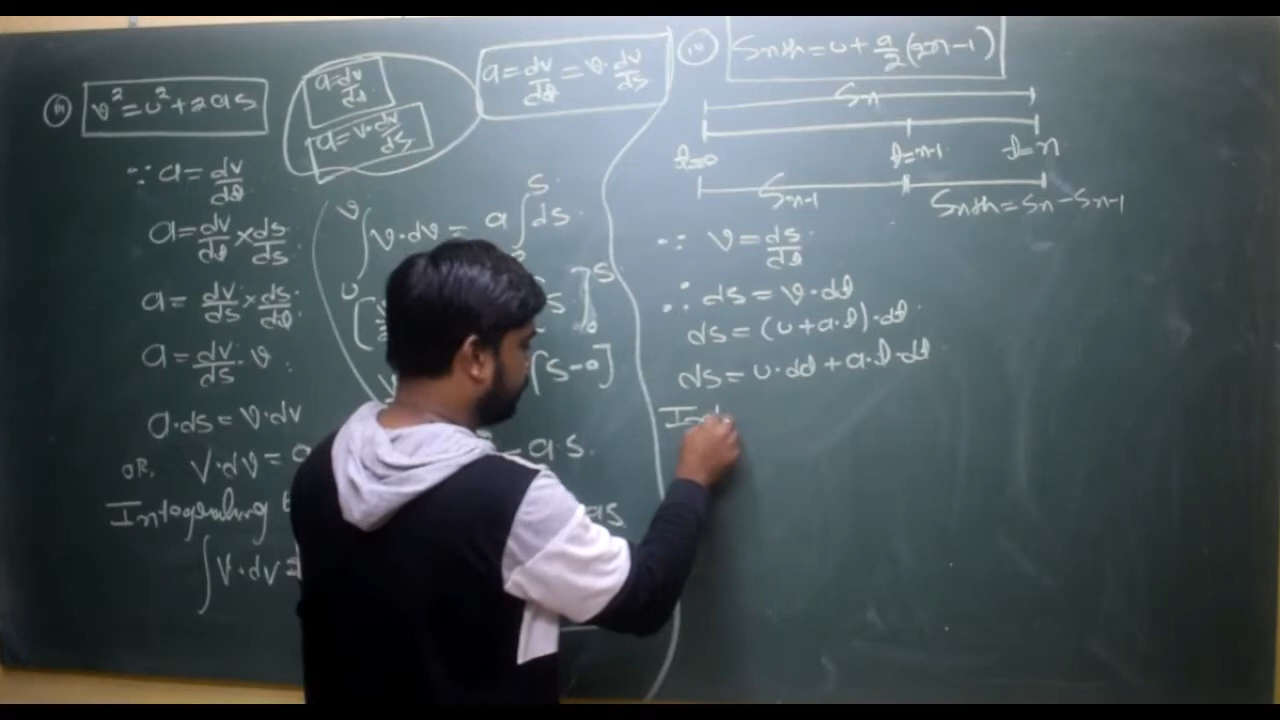 (iii) v² = u² + 2as
a = dv/dt
a = v·dv/ds
a = dv/dt = v·dv/ds
∵ a = dv/dt
a = dv/dt × ds/ds
a = dv/ds × ds/dt
a = dv/ds · v
a·ds = v·dv
OR, v·dv = a
Integrating
∫v·dv =
∫ᵥᵤ v·dv = a ∫ˢ ds
S]ˢ₀
[S-0]
= a·s.
as
(iv) Snth = u + a/2 (2n-1)
Sn
t=0 t=n-1 t=n
Sn-1 Snth = Sn - Sn-1
∵ v = ds/dt
∴ ds = v·dt
ds = (u+a·t)·dt
ds = u·dt + a·t·dt
Int